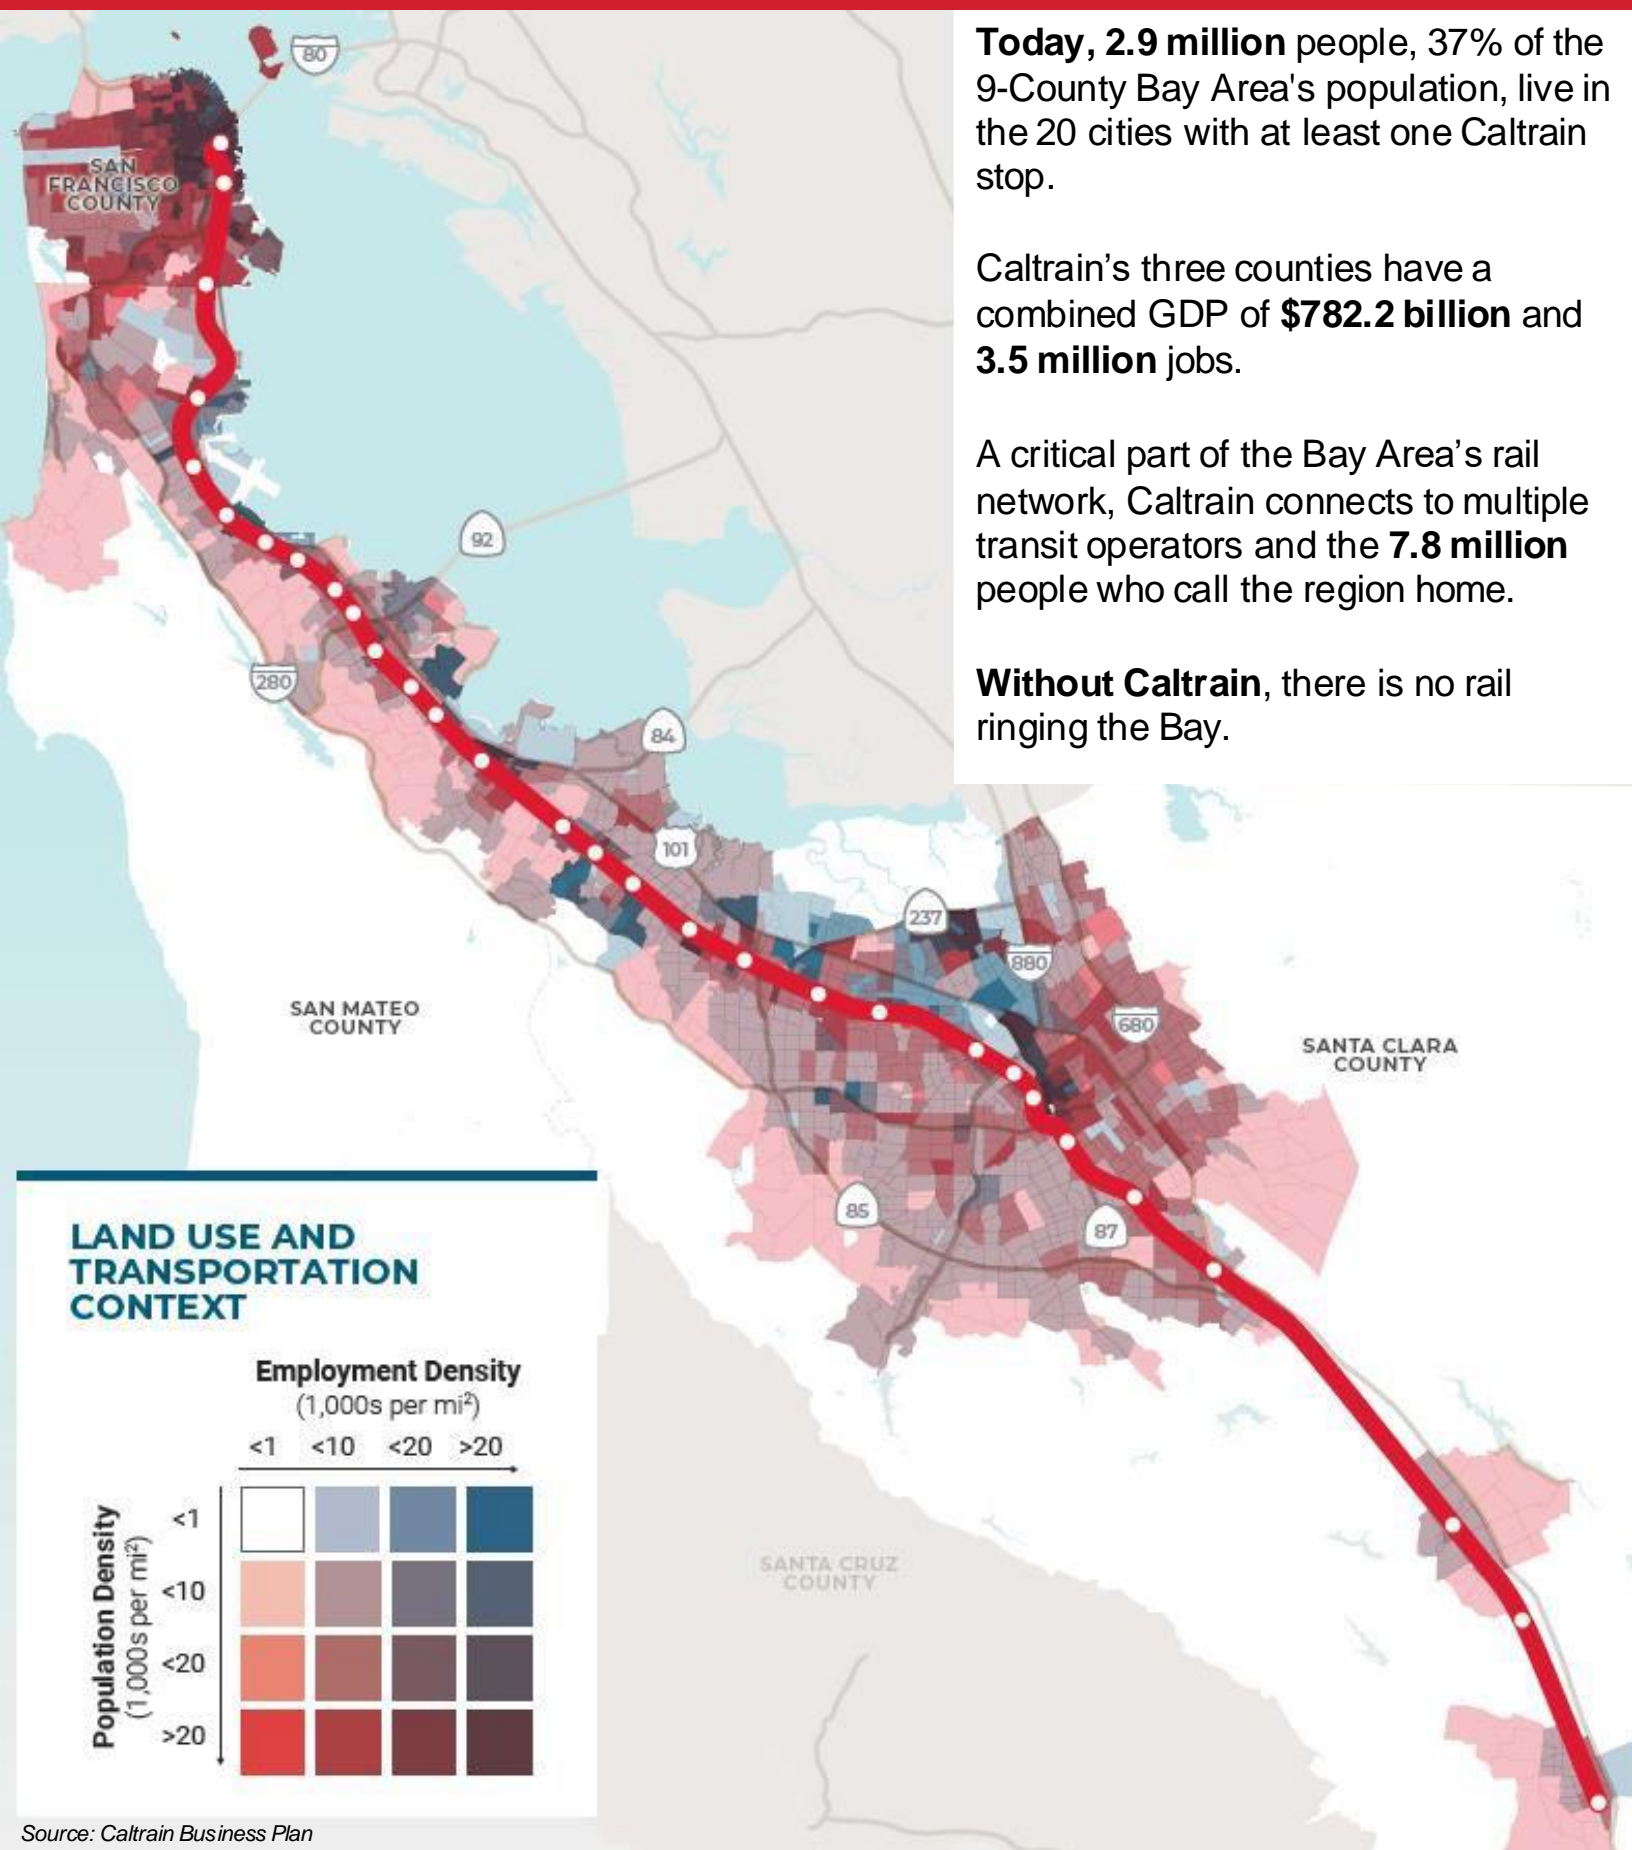 Today, 2.9 million people, 37% of the
9-County Bay Area's population, live in
the 20 cities with at least one Caltrain
stop.
Caltrain’s three counties have a
combined GDP of $782.2 billion and
3.5 million jobs.
A critical part of the Bay Area’s rail
network, Caltrain connects to multiple
transit operators and the 7.8 million
people who call the region home.
Without Caltrain, there is no rail
ringing the Bay.
80
SAN
FRANCISCO
COUNTY
92
280
84
101
237
880
680
SAN MATEO
COUNTY
SANTA CLARA
COUNTY
85
87
SANTA CRUZ
COUNTY
LAND USE AND
TRANSPORTATION
CONTEXT
Employment Density
(1,000s per mi²)
<1 <10 <20 >20
Population Density
(1,000s per mi²)
<1
<10
<20
>20
Source: Caltrain Business Plan